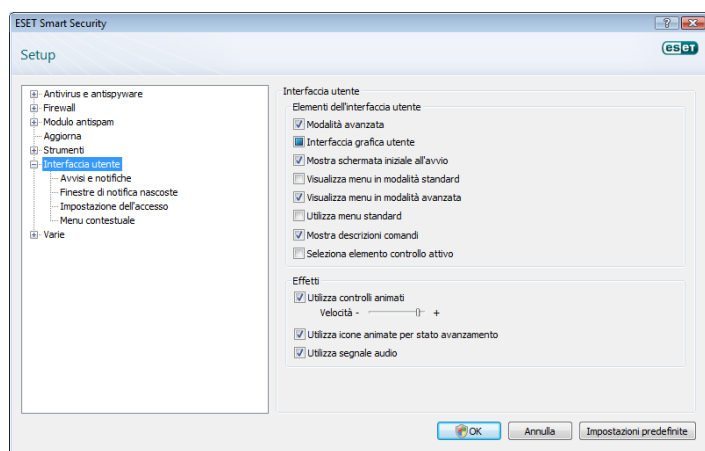 ESET Smart Security
Setup
eset
Antivirus e antispyware
Firewall
Modulo antispam
Aggiorna
Strumenti
Interfaccia utente
Avvisi e notifiche
Finestre di notifica nascoste
Impostazione dell'accesso
Menu contestuale
Varie
Interfaccia utente
Elementi dell'interfaccia utente
Modalità avanzata
Interfaccia grafica utente
Mostra schermata iniziale all'avvio
Visualizza menu in modalità standard
Visualizza menu in modalità avanzata
Utilizza menu standard
Mostra descrizioni comandi
Seleziona elemento controllo attivo
Effetti
Utilizza controlli animati
Velocità - +
Utilizza icone animate per stato avanzamento
Utilizza segnale audio
OK Annulla Impostazioni predefinite